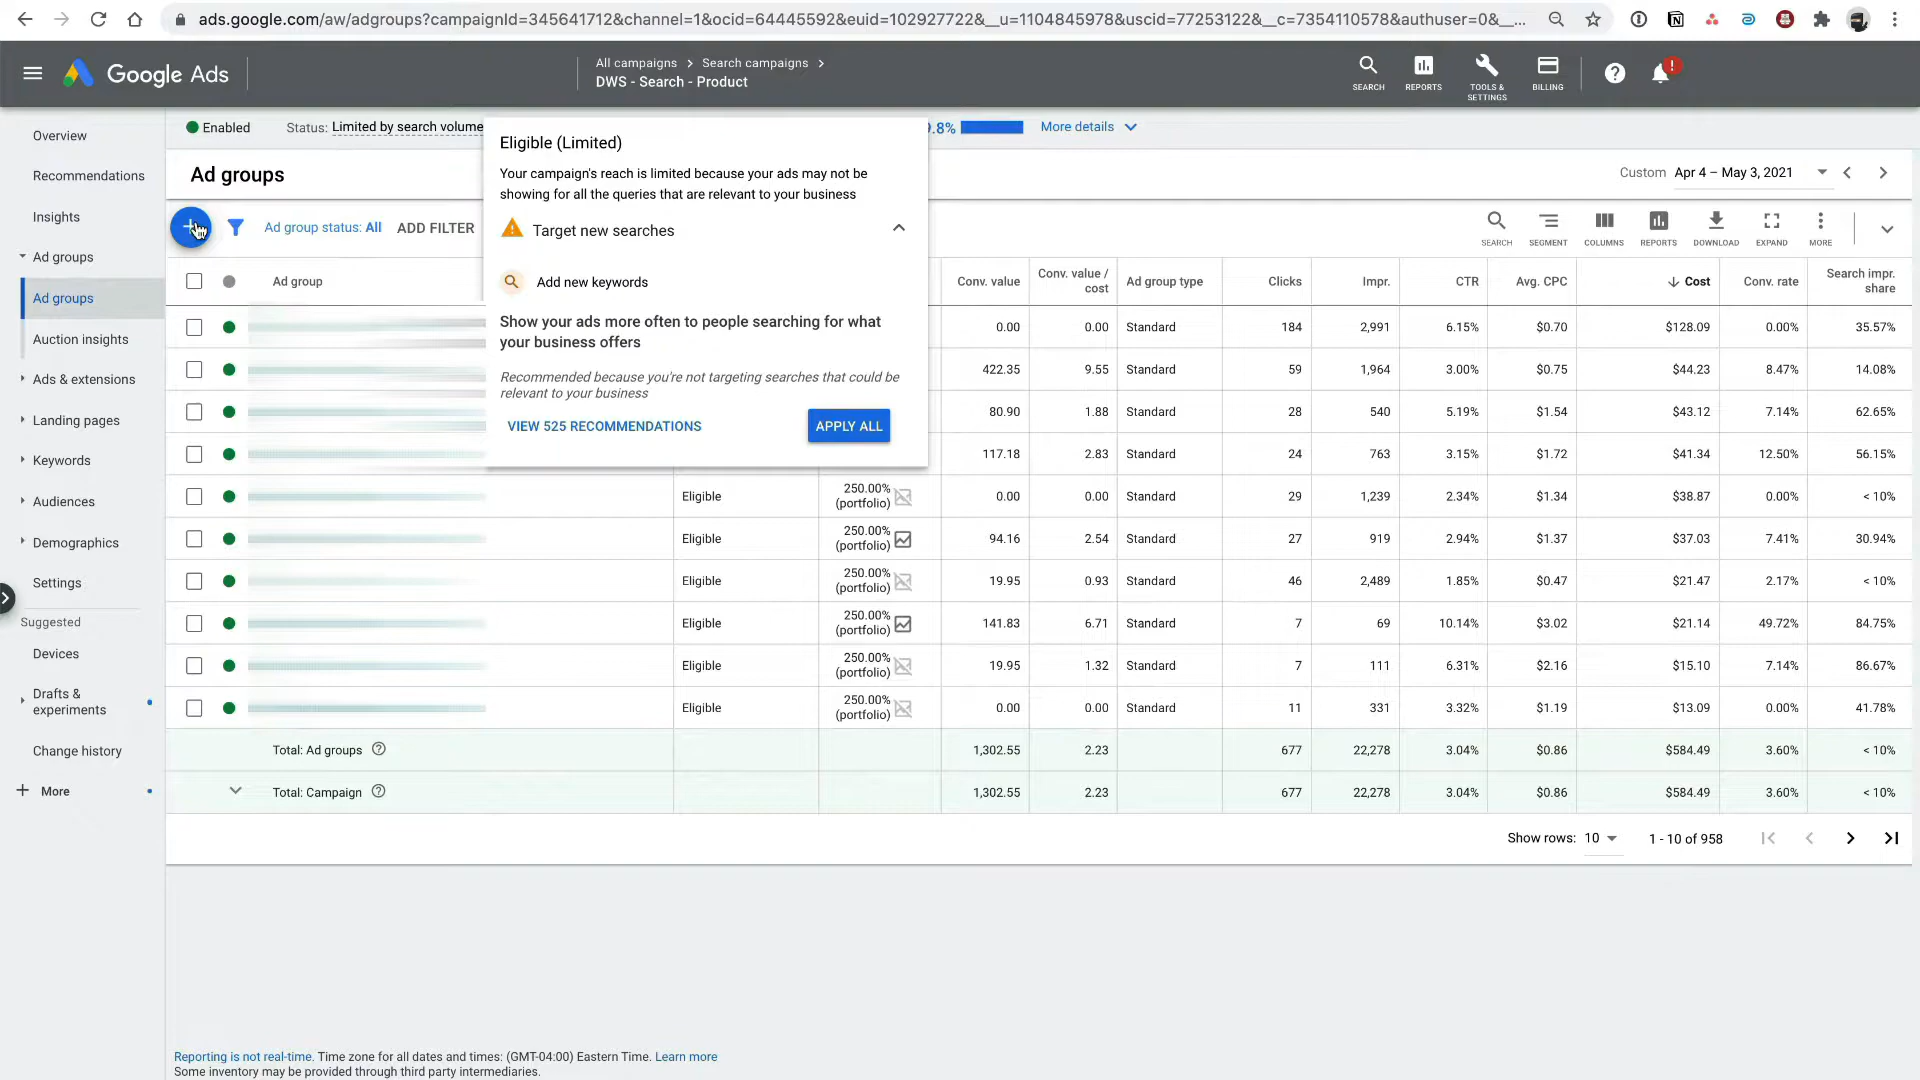 ads.google.com/aw/adgroups?campaignId=345641712&channel=1&ocid=64445592&euid=102927722&__u=1104845978&uscid=77253122&__c=7354110578&authuser=0&__...
Google Ads
All campaigns > Search campaigns >
DWS - Search - Product
SEARCH
REPORTS
TOOLS & SETTINGS
BILLING
!
Overview
Recommendations
Insights
Ad groups
Ad groups
Auction insights
Ads & extensions
Landing pages
Keywords
Audiences
Demographics
Settings
Suggested
Devices
Drafts & experiments
Change history
More
Enabled Status: Limited by search volume
.8% More details
Eligible (Limited)
Your campaign's reach is limited because your ads may not be
showing for all the queries that are relevant to your business
Target new searches
Add new keywords
Show your ads more often to people searching for what
your business offers
Recommended because you're not targeting searches that could be
relevant to your business
VIEW 525 RECOMMENDATIONS APPLY ALL
Ad groups
Custom Apr 4 – May 3, 2021
Ad group status: All ADD FILTER
SEARCH SEGMENT COLUMNS REPORTS DOWNLOAD EXPAND MORE
Ad group Conv. value Conv. value / cost Ad group type Clicks Impr. CTR Avg. CPC Cost Conv. rate Search impr. share
0.00 0.00 Standard 184 2,991 6.15% $0.70 $128.09 0.00% 35.57%
422.35 9.55 Standard 59 1,964 3.00% $0.75 $44.23 8.47% 14.08%
80.90 1.88 Standard 28 540 5.19% $1.54 $43.12 7.14% 62.65%
117.18 2.83 Standard 24 763 3.15% $1.72 $41.34 12.50% 56.15%
Eligible 250.00% (portfolio) 0.00 0.00 Standard 29 1,239 2.34% $1.34 $38.87 0.00% < 10%
Eligible 250.00% (portfolio) 94.16 2.54 Standard 27 919 2.94% $1.37 $37.03 7.41% 30.94%
Eligible 250.00% (portfolio) 19.95 0.93 Standard 46 2,489 1.85% $0.47 $21.47 2.17% < 10%
Eligible 250.00% (portfolio) 141.83 6.71 Standard 7 69 10.14% $3.02 $21.14 49.72% 84.75%
Eligible 250.00% (portfolio) 19.95 1.32 Standard 7 111 6.31% $2.16 $15.10 7.14% 86.67%
Eligible 250.00% (portfolio) 0.00 0.00 Standard 11 331 3.32% $1.19 $13.09 0.00% 41.78%
Total: Ad groups 1,302.55 2.23 677 22,278 3.04% $0.86 $584.49 3.60% < 10%
Total: Campaign 1,302.55 2.23 677 22,278 3.04% $0.86 $584.49 3.60% < 10%
Show rows: 10 1 - 10 of 958
Reporting is not real-time. Time zone for all dates and times: (GMT-04:00) Eastern Time. Learn more
Some inventory may be provided through third party intermediaries.